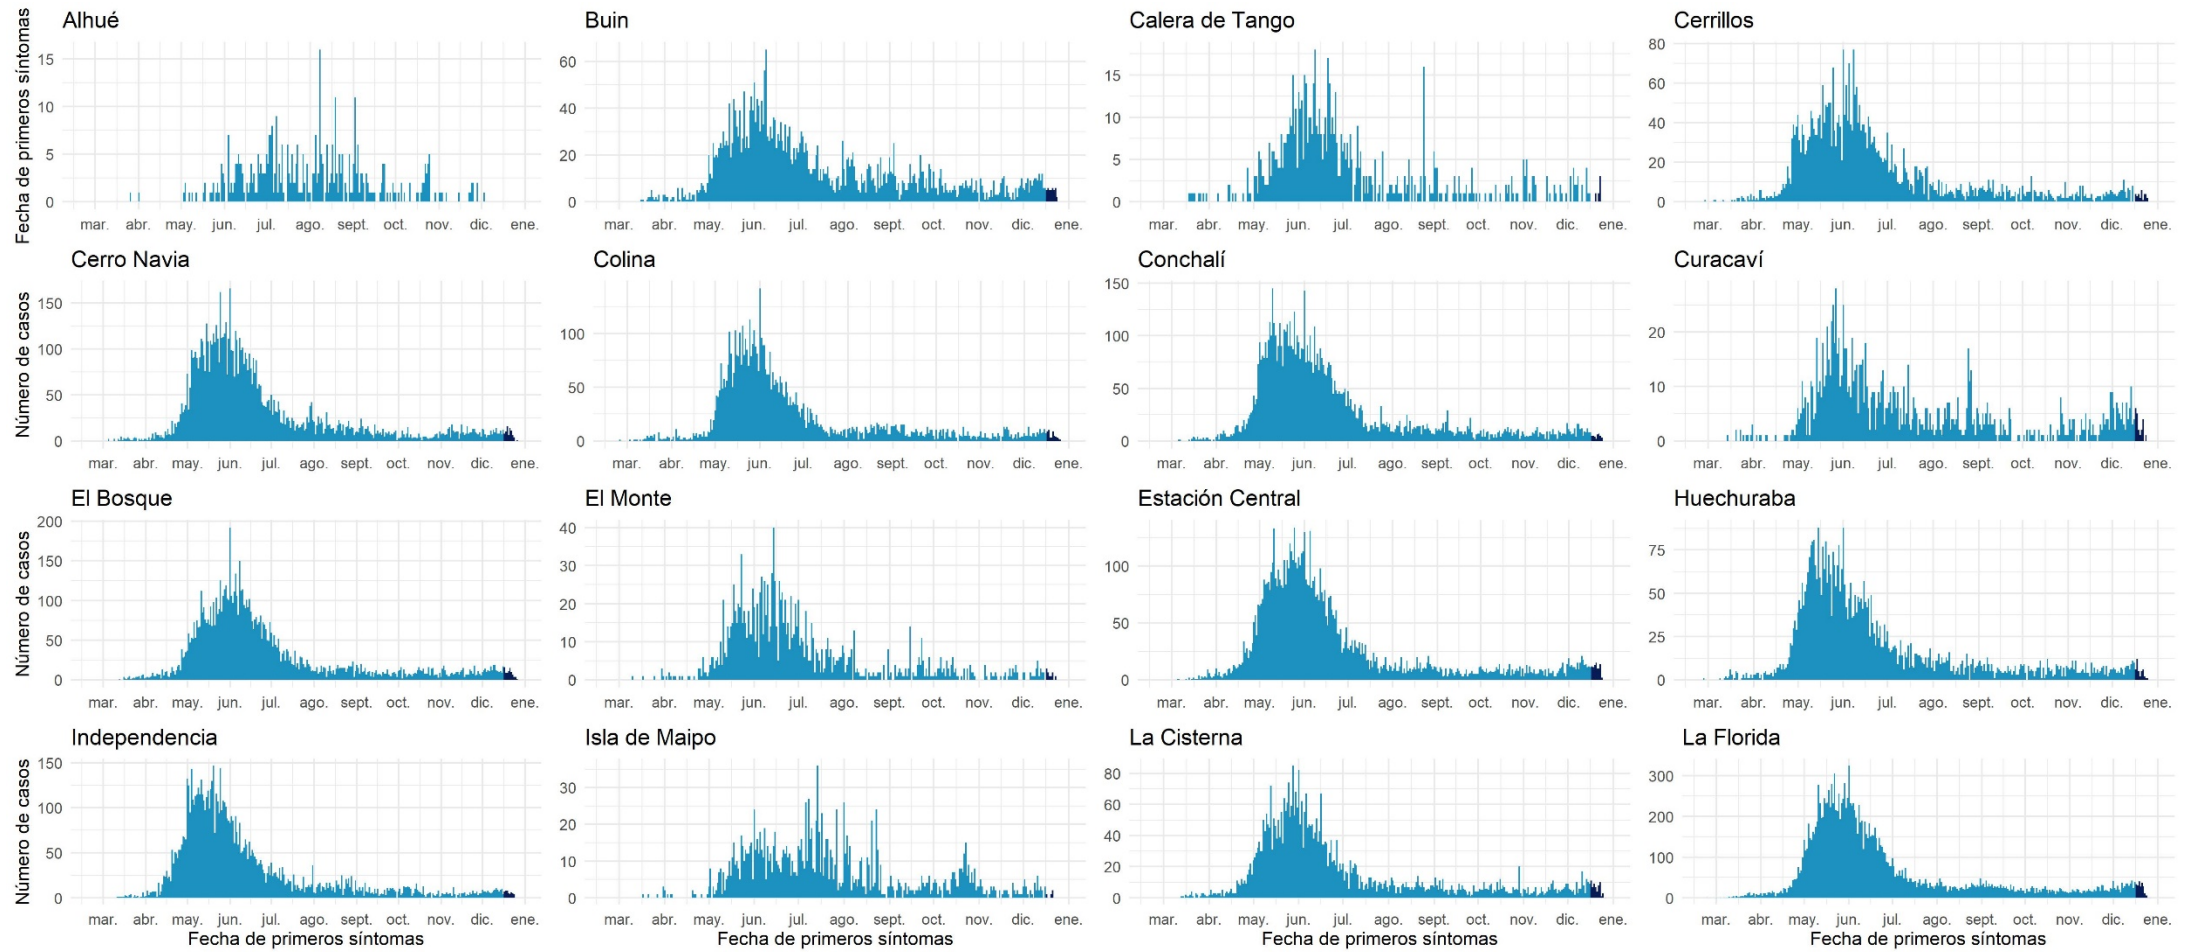 Alhué
Buin
Calera de Tango
Cerrillos
Fecha de primeros síntomas
15
10
5
0
60
40
20
0
15
10
5
0
80
60
40
20
0
mar. abr. may. jun. jul. ago. sept. oct. nov. dic. ene.
mar. abr. may. jun. jul. ago. sept. oct. nov. dic. ene.
mar. abr. may. jun. jul. ago. sept. oct. nov. dic. ene.
mar. abr. may. jun. jul. ago. sept. oct. nov. dic. ene.
Cerro Navia
Colina
Conchalí
Curacaví
Número de casos
150
100
50
0
100
50
0
150
100
50
0
20
10
0
mar. abr. may. jun. jul. ago. sept. oct. nov. dic. ene.
mar. abr. may. jun. jul. ago. sept. oct. nov. dic. ene.
mar. abr. may. jun. jul. ago. sept. oct. nov. dic. ene.
mar. abr. may. jun. jul. ago. sept. oct. nov. dic. ene.
El Bosque
El Monte
Estación Central
Huechuraba
Número de casos
200
150
100
50
0
40
30
20
10
0
100
50
0
75
50
25
0
mar. abr. may. jun. jul. ago. sept. oct. nov. dic. ene.
mar. abr. may. jun. jul. ago. sept. oct. nov. dic. ene.
mar. abr. may. jun. jul. ago. sept. oct. nov. dic. ene.
mar. abr. may. jun. jul. ago. sept. oct. nov. dic. ene.
Independencia
Isla de Maipo
La Cisterna
La Florida
Número de casos
150
100
50
0
30
20
10
0
80
60
40
20
0
300
200
100
0
mar. abr. may. jun. jul. ago. sept. oct. nov. dic. ene.
mar. abr. may. jun. jul. ago. sept. oct. nov. dic. ene.
mar. abr. may. jun. jul. ago. sept. oct. nov. dic. ene.
mar. abr. may. jun. jul. ago. sept. oct. nov. dic. ene.
Fecha de primeros síntomas
Fecha de primeros síntomas
Fecha de primeros síntomas
Fecha de primeros síntomas